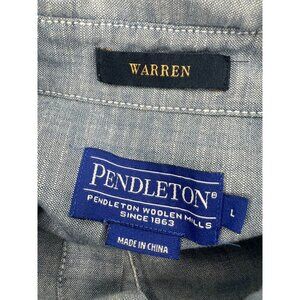 WARREN
PENDLETON®
PENDLETON WOOLEN MILLS
SINCE 1863
L
MADE IN CHINA